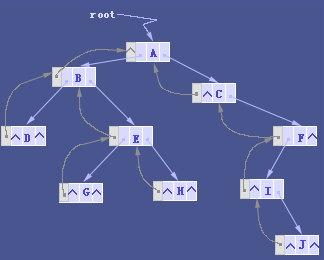 root
^ A
B
^ C
^ D ^
E
F ^
^ G ^
^ H ^
^ I
^ J ^